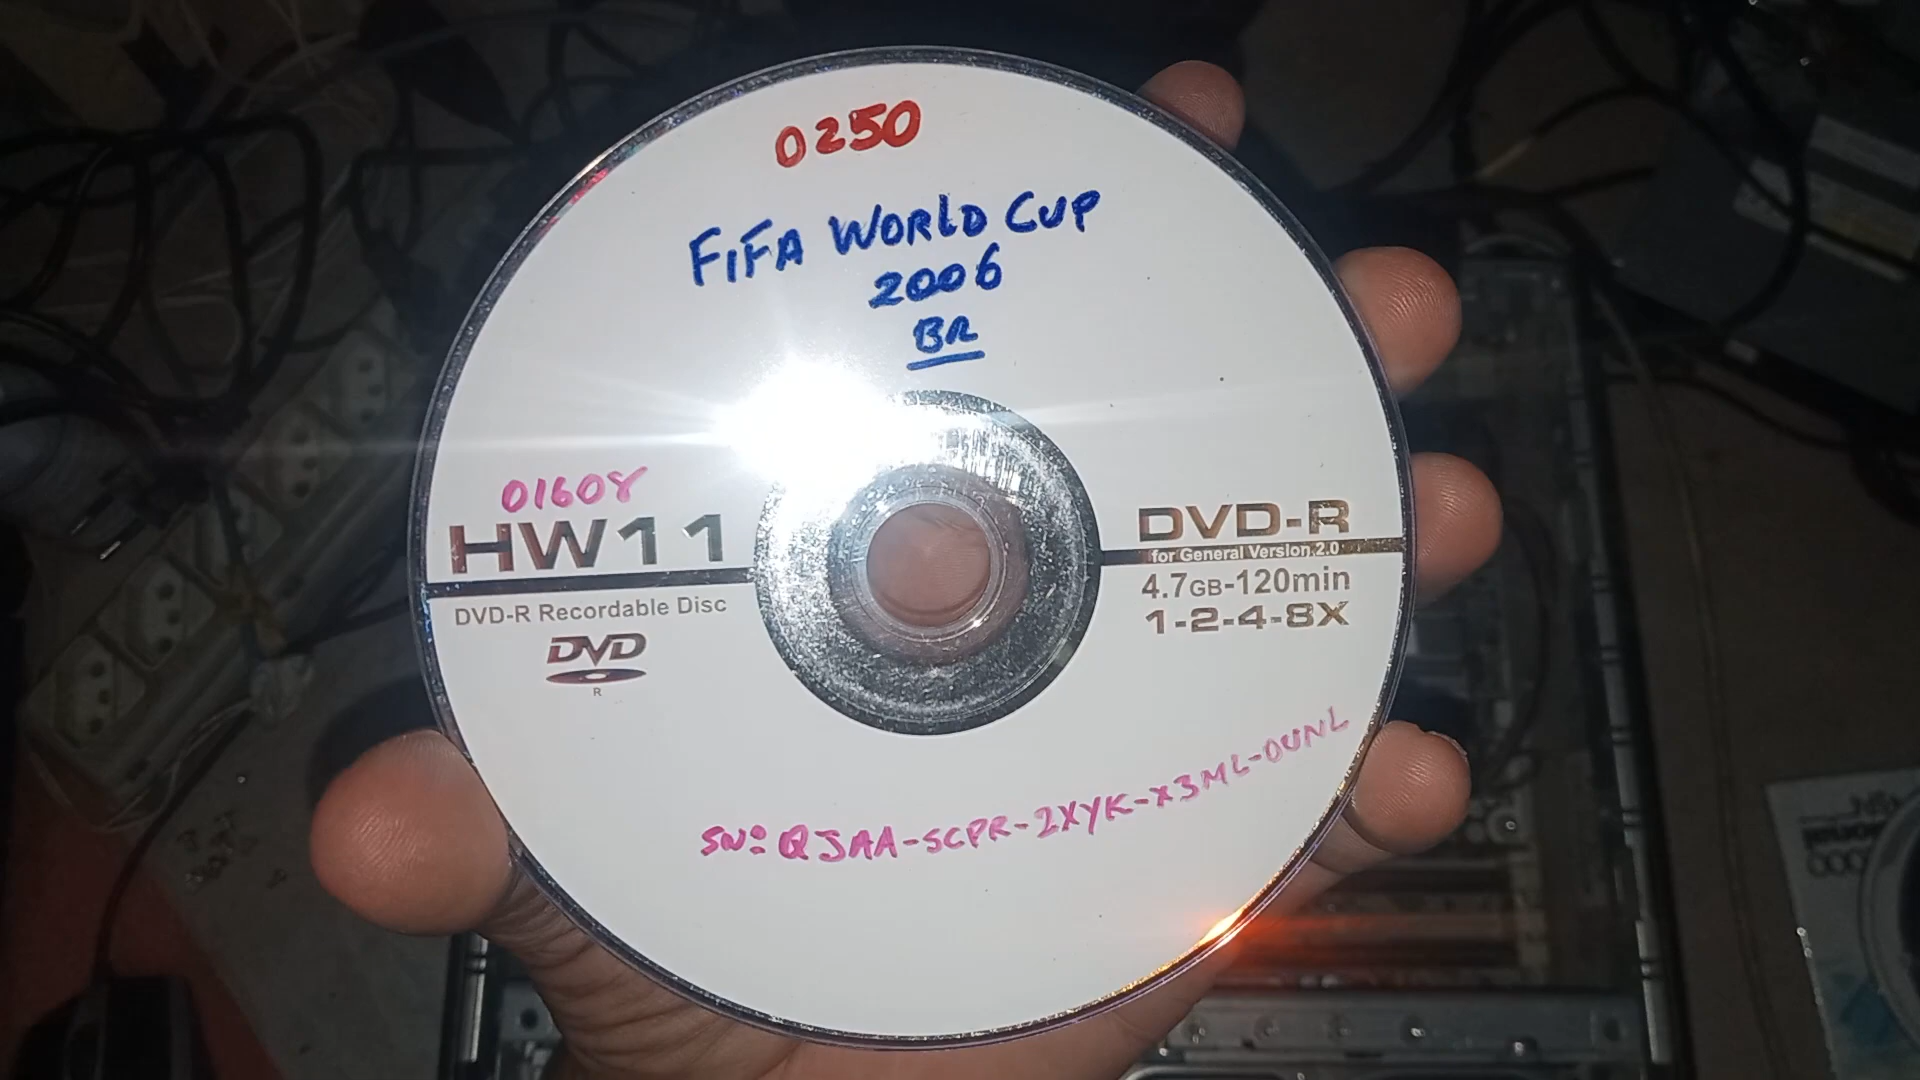 0250
FIFA WORLD CUP
2006
BR
01608
HW11
DVD-R Recordable Disc
DVD
R
DVD-R
for General Version 2.0
4.7GB-120min
1-2-4-8X
SN: QJAA-SCPR-2XYK-X3ML-DUNL